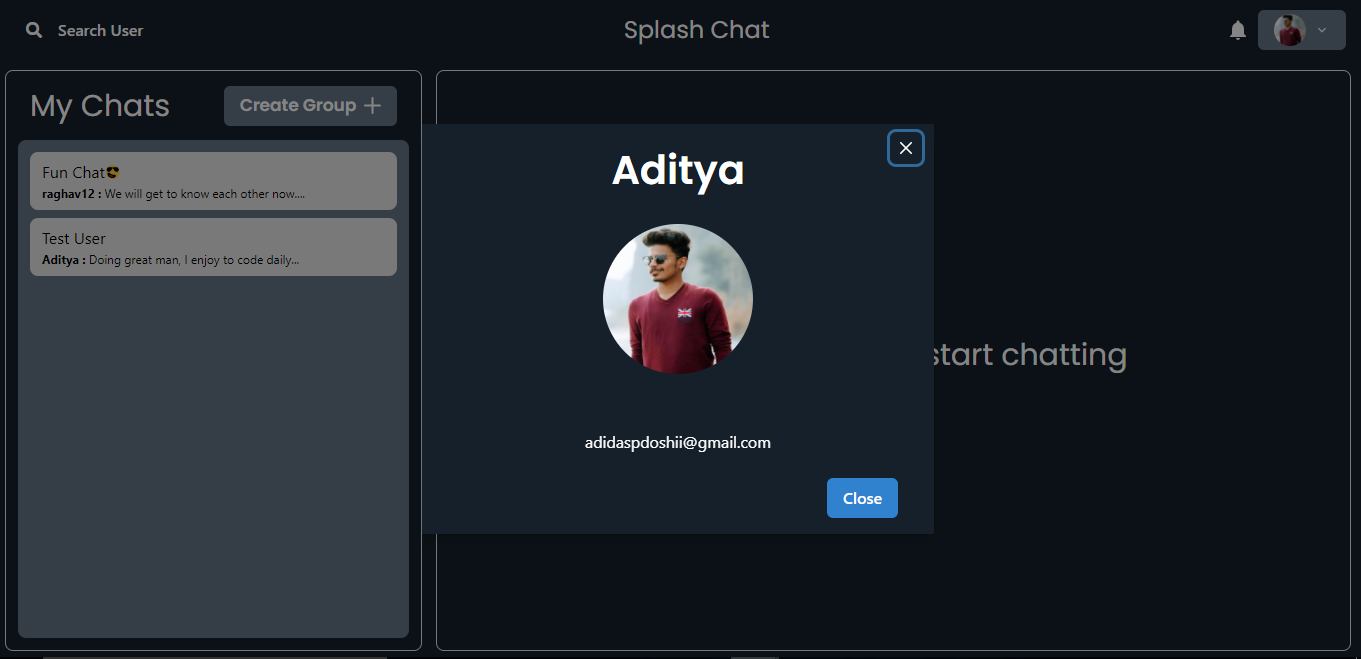 Search User
Splash Chat
My Chats
Create Group
Fun Chat😎
raghav12 : We will get to know each other now....
Test User
Aditya : Doing great man, I enjoy to code daily...
Aditya
adidaspdoshii@gmail.com
Close
start chatting